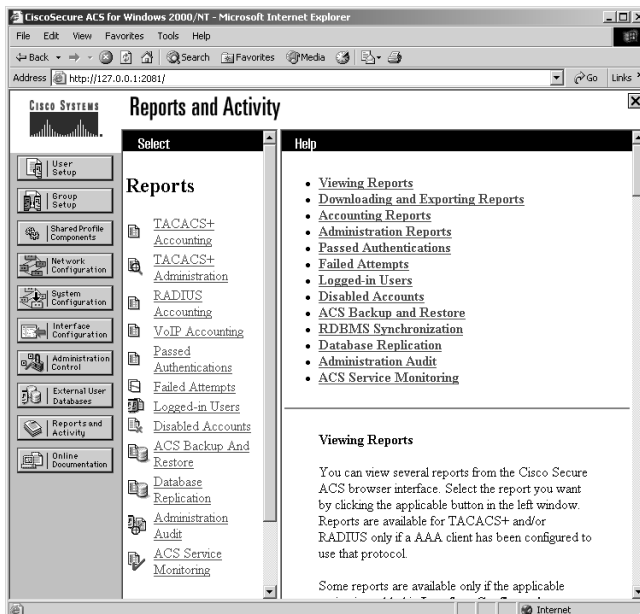 CiscoSecure ACS for Windows 2000/NT - Microsoft Internet Explorer
File Edit View Favorites Tools Help
Back Search Favorites Media
Address http://127.0.0.1:2081/ Go Links
CISCO SYSTEMS
Reports and Activity
User Setup
Group Setup
Shared Profile Components
Network Configuration
System Configuration
Interface Configuration
Administration Control
External User Databases
Reports and Activity
Online Documentation
Select
Reports
TACACS+
Accounting
TACACS+
Administration
RADIUS
Accounting
VoIP Accounting
Passed
Authentications
Failed Attempts
Logged-in Users
Disabled Accounts
ACS Backup And
Restore
Database
Replication
Administration
Audit
ACS Service
Monitoring
Help
• Viewing Reports
• Downloading and Exporting Reports
• Accounting Reports
• Administration Reports
• Passed Authentications
• Failed Attempts
• Logged-in Users
• Disabled Accounts
• ACS Backup and Restore
• RDBMS Synchronization
• Database Replication
• Administration Audit
• ACS Service Monitoring
Viewing Reports
You can view several reports from the Cisco Secure
ACS browser interface. Select the report you want
by clicking the applicable button in the left window.
Reports are available for TACACS+ and/or
RADIUS only if a AAA client has been configured to
use that protocol.
Some reports are available only if the applicable
Internet